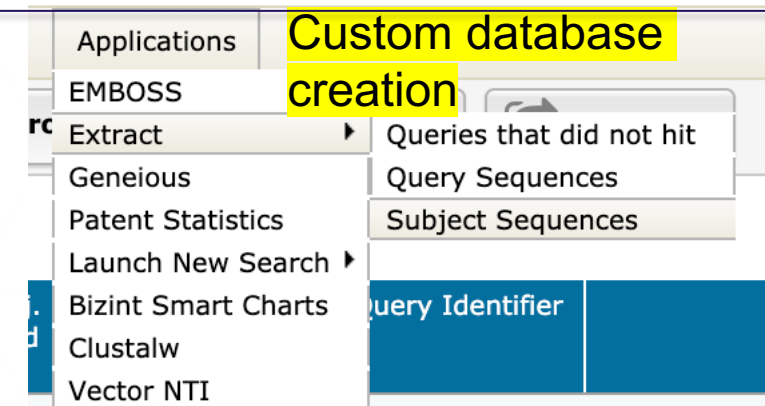 Applications
Custom database
creation
EMBOSS
Extract
Queries that did not hit
Geneious
Query Sequences
Patent Statistics
Subject Sequences
Launch New Search
Bizint Smart Charts
Query Identifier
Clustalw
Vector NTI